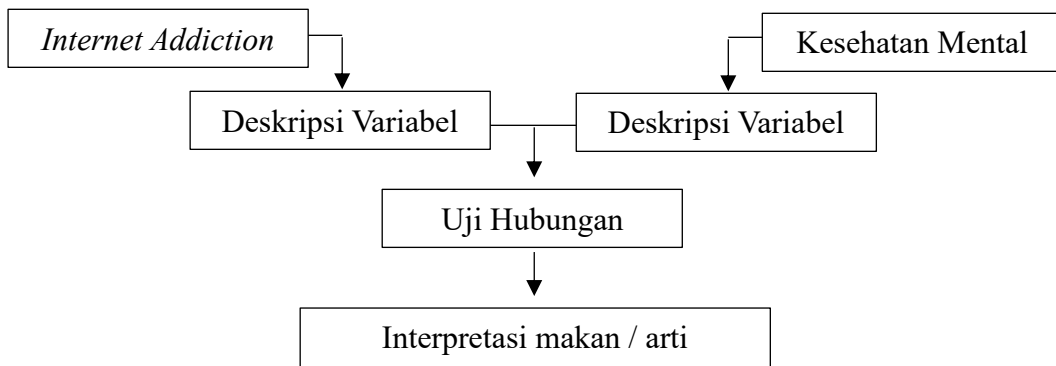 Internet Addiction
Kesehatan Mental
Deskripsi Variabel
Deskripsi Variabel
Uji Hubungan
Interpretasi makan / arti